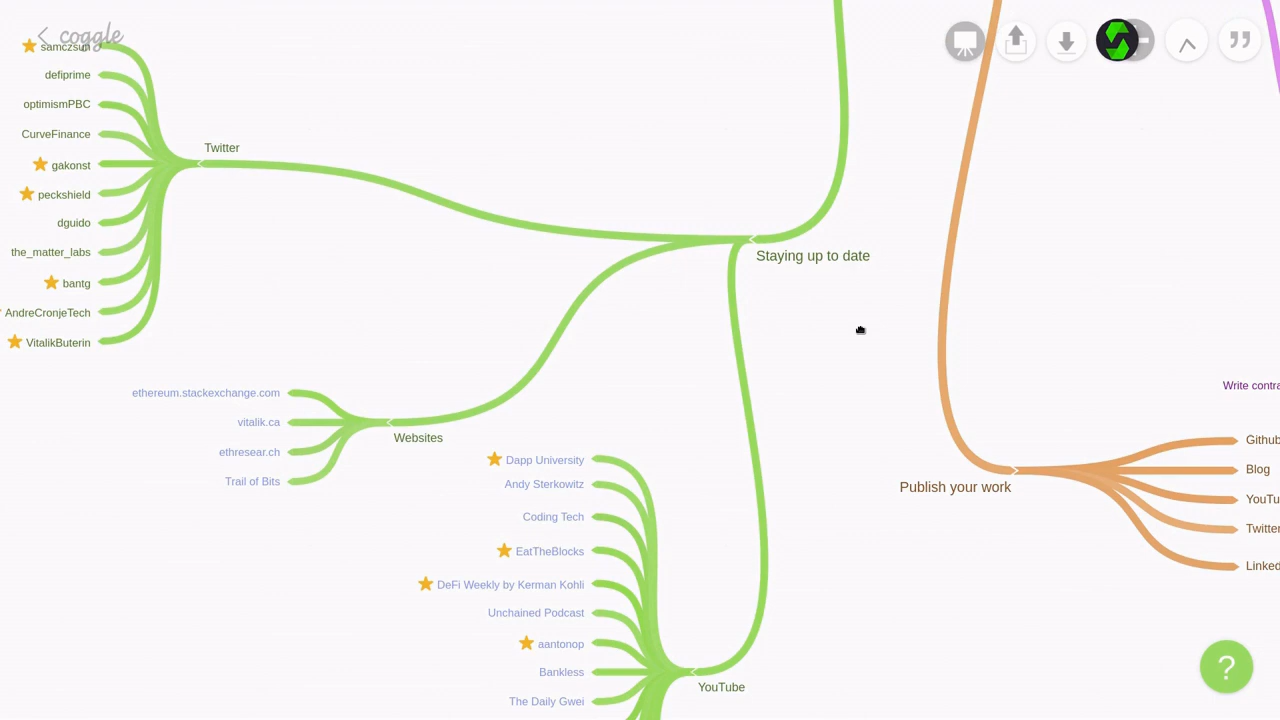 coggle
samczsun
defiprime
optimismPBC
CurveFinance
gakonst
peckshield
dguido
the_matter_labs
bantg
AndreCronjeTech
VitalikButerin
Twitter
Staying up to date
ethereum.stackexchange.com
vitalik.ca
ethresear.ch
Trail of Bits
Websites
Dapp University
Andy Sterkowitz
Coding Tech
EatTheBlocks
DeFi Weekly by Kerman Kohli
Unchained Podcast
aantonop
Bankless
The Daily Gwei
YouTube
Write contra
Publish your work
Github
Blog
YouTu
Twitter
Linked
?